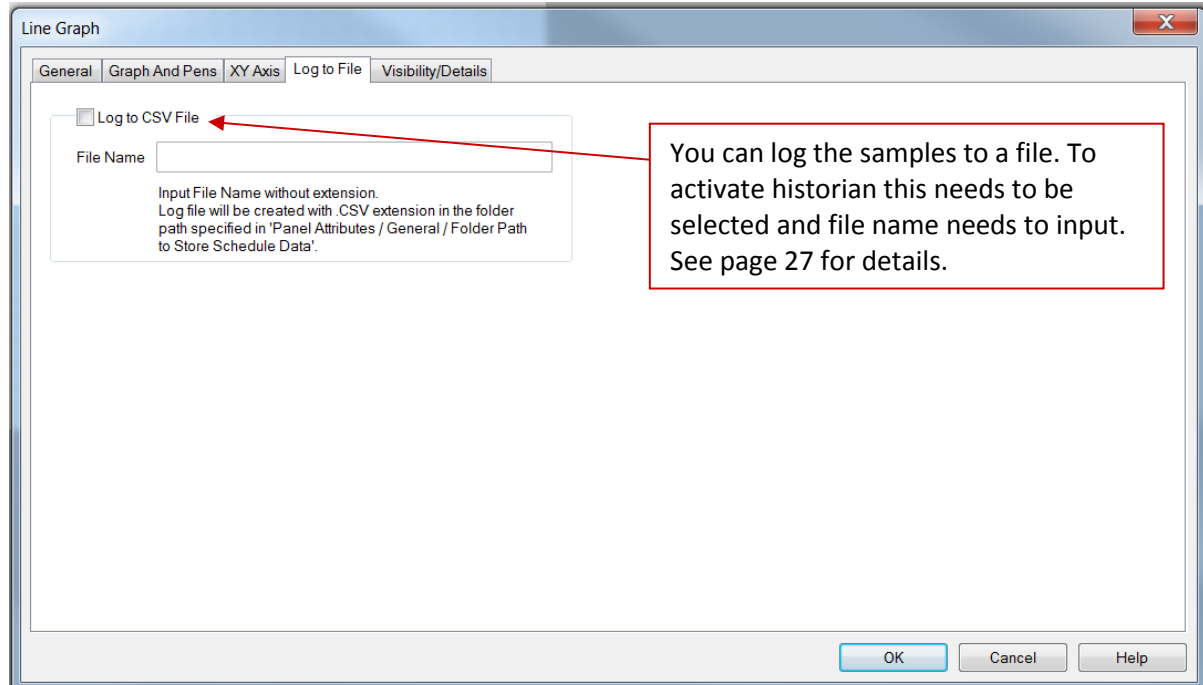 Line Graph
X
General Graph And Pens XY Axis Log to File Visibility/Details
Log to CSV File
File Name
Input File Name without extension.
Log file will be created with .CSV extension in the folder
path specified in 'Panel Attributes / General / Folder Path
to Store Schedule Data'.
You can log the samples to a file. To
activate historian this needs to be
selected and file name needs to input.
See page 27 for details.
OK Cancel Help